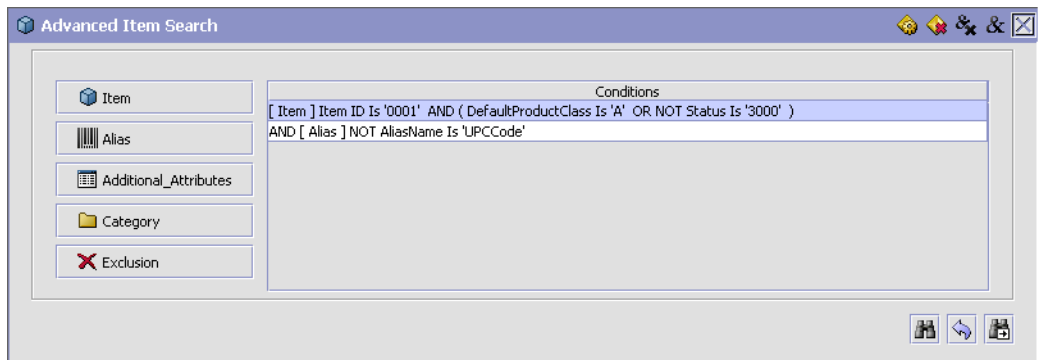 Advanced Item Search
Item
Alias
Additional_Attributes
Category
Exclusion
Conditions
[ Item ] Item ID Is '0001' AND ( DefaultProductClass Is 'A' OR NOT Status Is '3000' )
AND [ Alias ] NOT AliasName Is 'UPCCode'